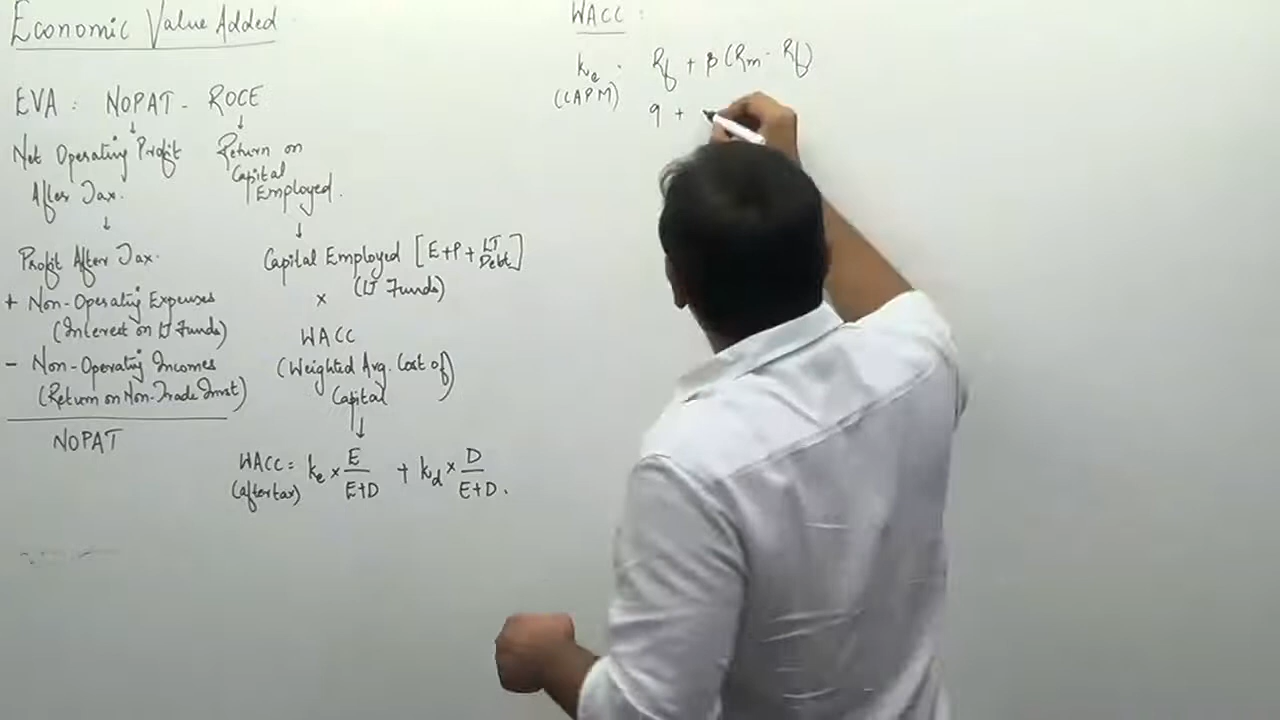 Economic Value Added
EVA : NOPAT - ROCE
↓ ↓
Net Operating Profit
After Tax.
↓
Profit After Tax.
+ Non-Operating Expenses
(Interest on LT Funds)
- Non-Operating Incomes
(Return on Non-Trade Invst)
NOPAT
Return on
Capital
Employed.
↓
Capital Employed [E+P+ LT Debt]
(LT Funds)
×
WACC
(Weighted Avg. Cost of
Capital)
↓
WACC = ke × E/E+D + kd × D/E+D.
(after tax)
WACC :
ke . Rf + β (Rm - Rf)
(CAPM)
9 +